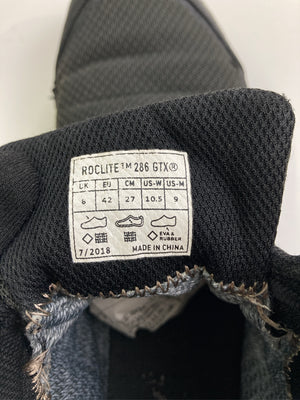 ROCLITE™ 286 GTX®
UK EU CM US-W US-M
8 42 27 10.5 9
EVA &
RUBBER
7/2018 MADE IN CHINA